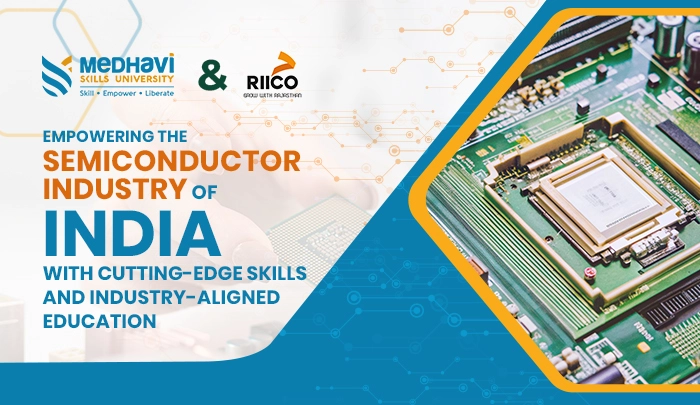 MEDHAVI
SKILLS UNIVERSITY
Skill • Empower • Liberate
&
RIICO
GROW WITH RAJASTHAN
EMPOWERING THE
SEMICONDUCTOR
INDUSTRY OF
INDIA
WITH CUTTING-EDGE SKILLS
AND INDUSTRY-ALIGNED
EDUCATION